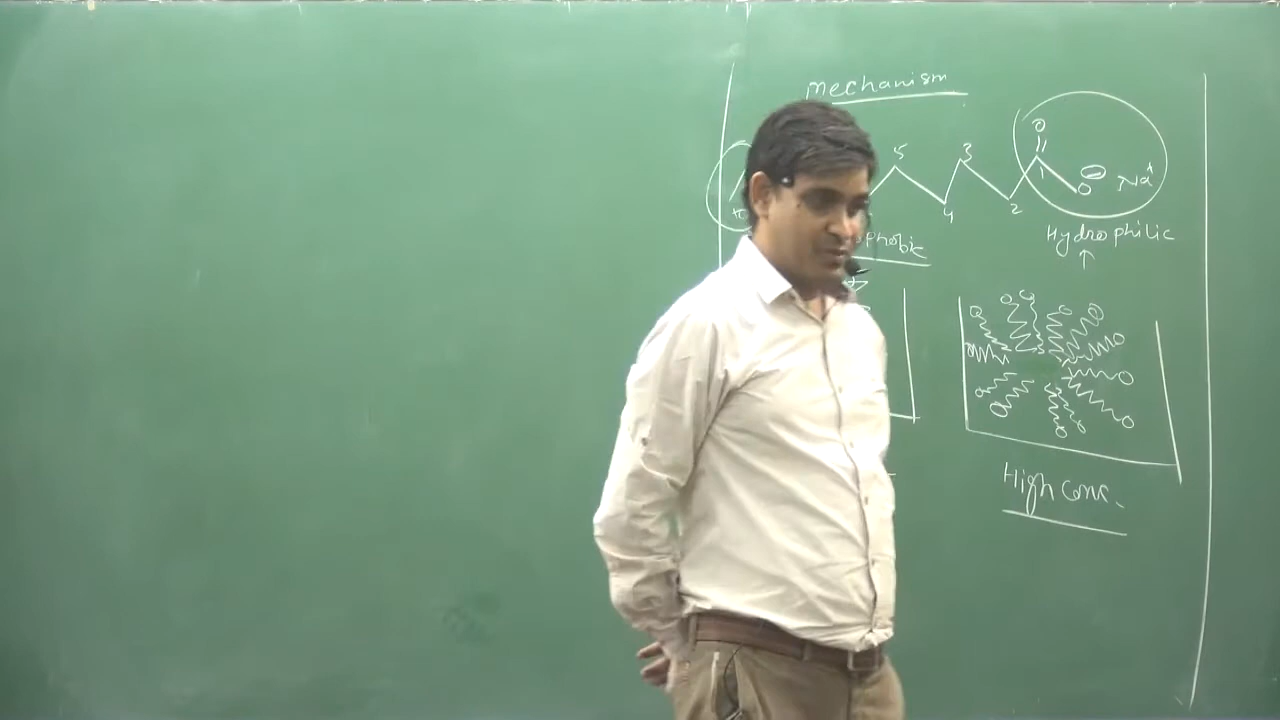 mechanism
5 3 O
1 O ⊖ Na⁺
4 2
Hydrophilic
phobic
High Conc.